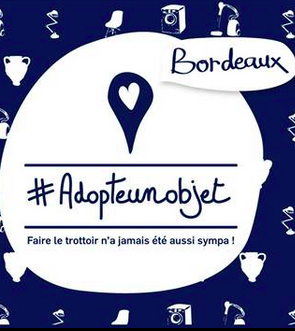 Bordeaux
#Adopteunobjet
Faire le trottoir n'a jamais été aussi sympa !